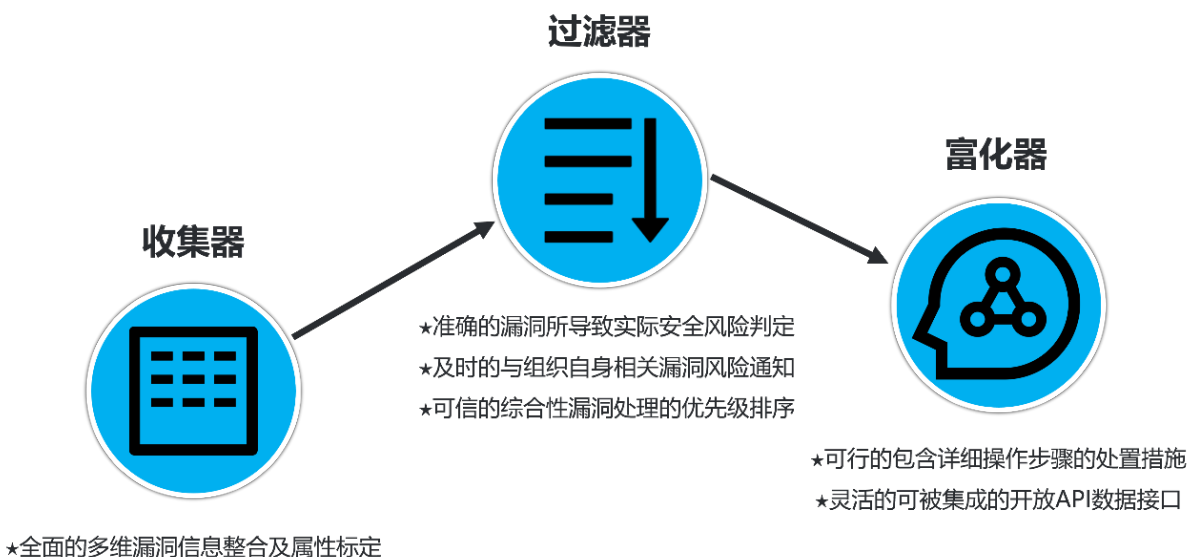 过滤器
富化器
收集器
★准确的漏洞所导致实际安全风险判定
★及时的与组织自身相关漏洞风险通知
★可信的综合性漏洞处理的优先级排序
★可行的包含详细操作步骤的处置措施
★灵活的可被集成的开放API数据接口
★全面的多维漏洞信息整合及属性标定